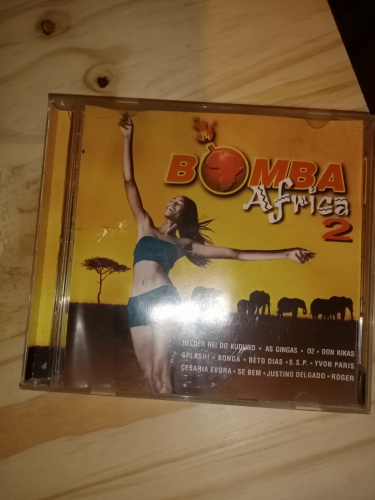 BOMBA
Africa
2
HELDER REI DO KUDURO • AS GINGAS • O2 • DON KIKAS
SPLASH! • BONGA • BETO DIAS • S.S.P. • YVON PARIS
CESARIA EVORA • SE BEM • JUSTINO DELGADO • ROGER